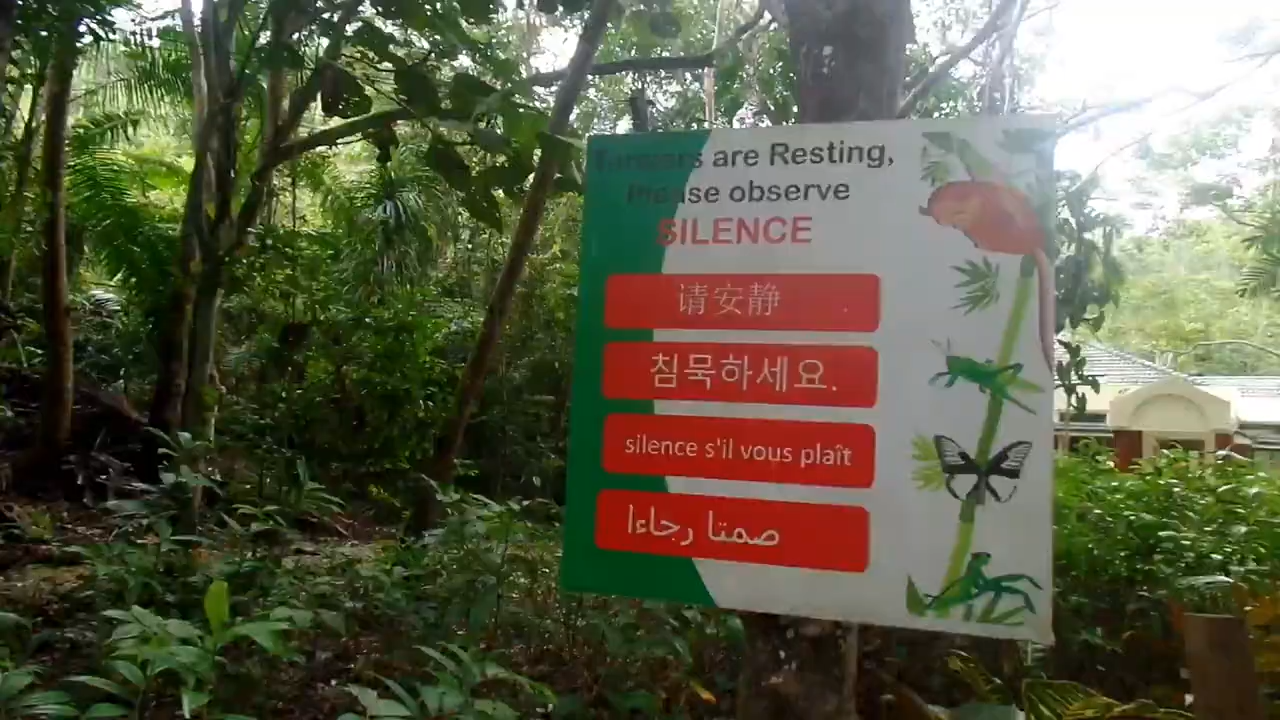 are Resting,
Please observe
SILENCE
请安静
침묵하세요.
silence s'il vous plaît
صمتا رجاءا